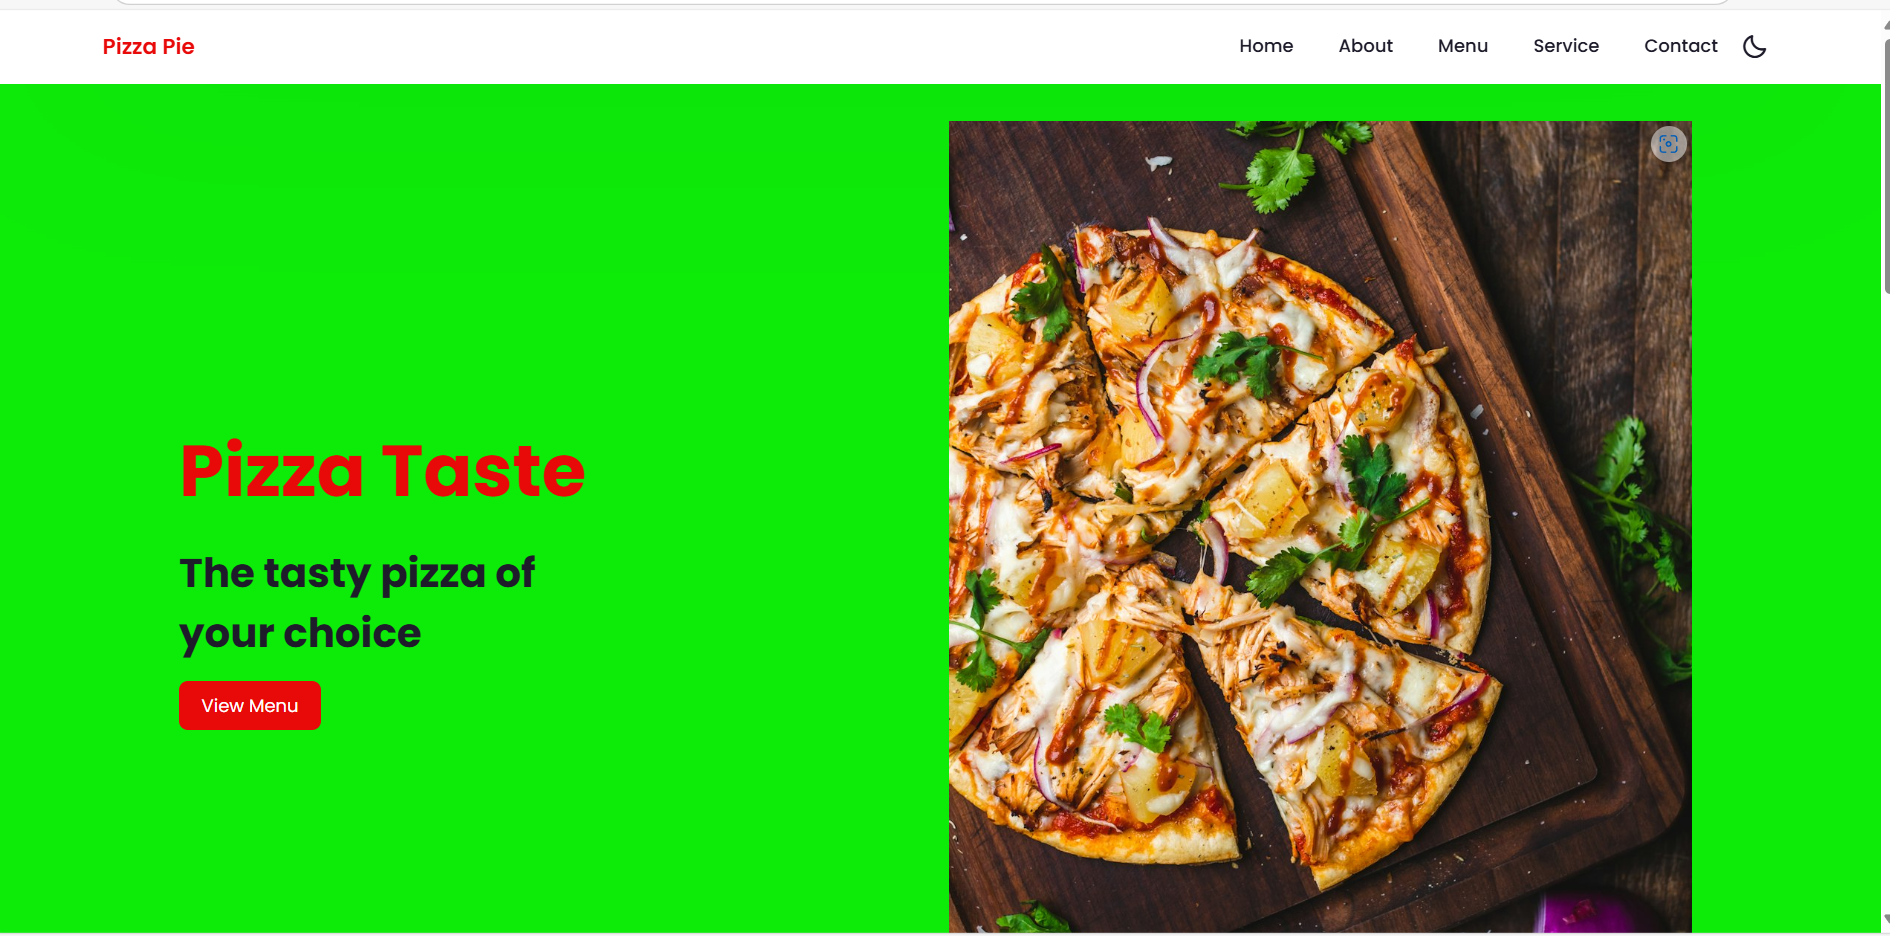 Pizza Pie
Home About Menu Service Contact
Pizza Taste
The tasty pizza of
your choice
View Menu